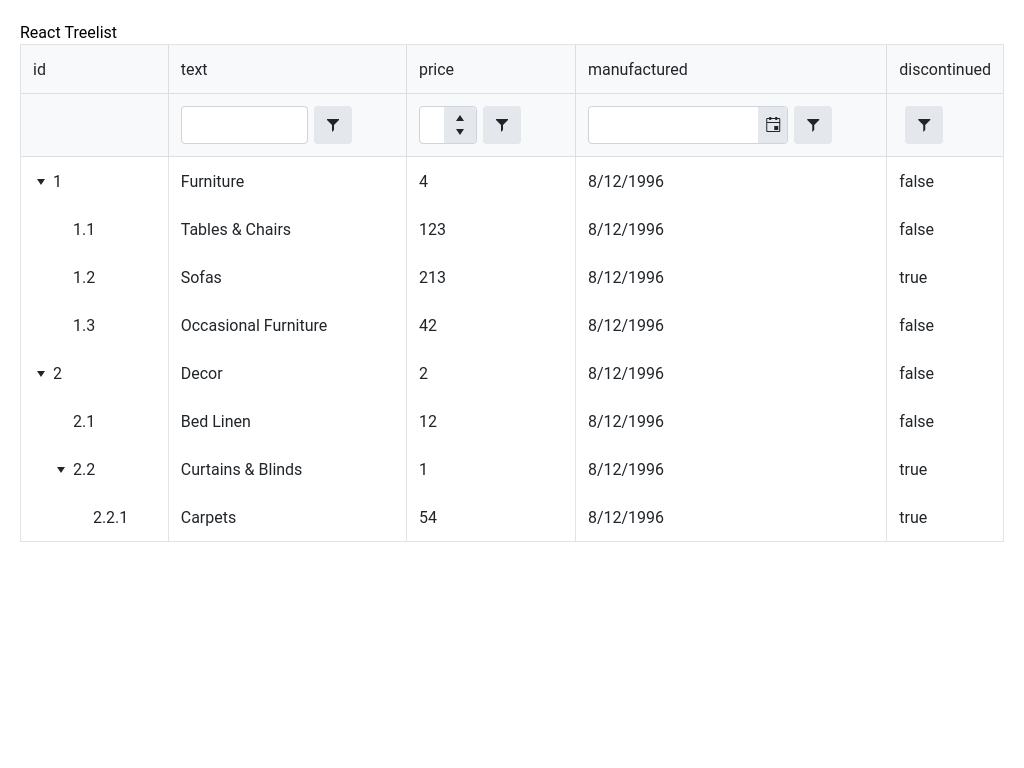 React Treelist
id text price manufactured discontinued
1 Furniture 4 8/12/1996 false
1.1 Tables & Chairs 123 8/12/1996 false
1.2 Sofas 213 8/12/1996 true
1.3 Occasional Furniture 42 8/12/1996 false
2 Decor 2 8/12/1996 false
2.1 Bed Linen 12 8/12/1996 false
2.2 Curtains & Blinds 1 8/12/1996 true
2.2.1 Carpets 54 8/12/1996 true